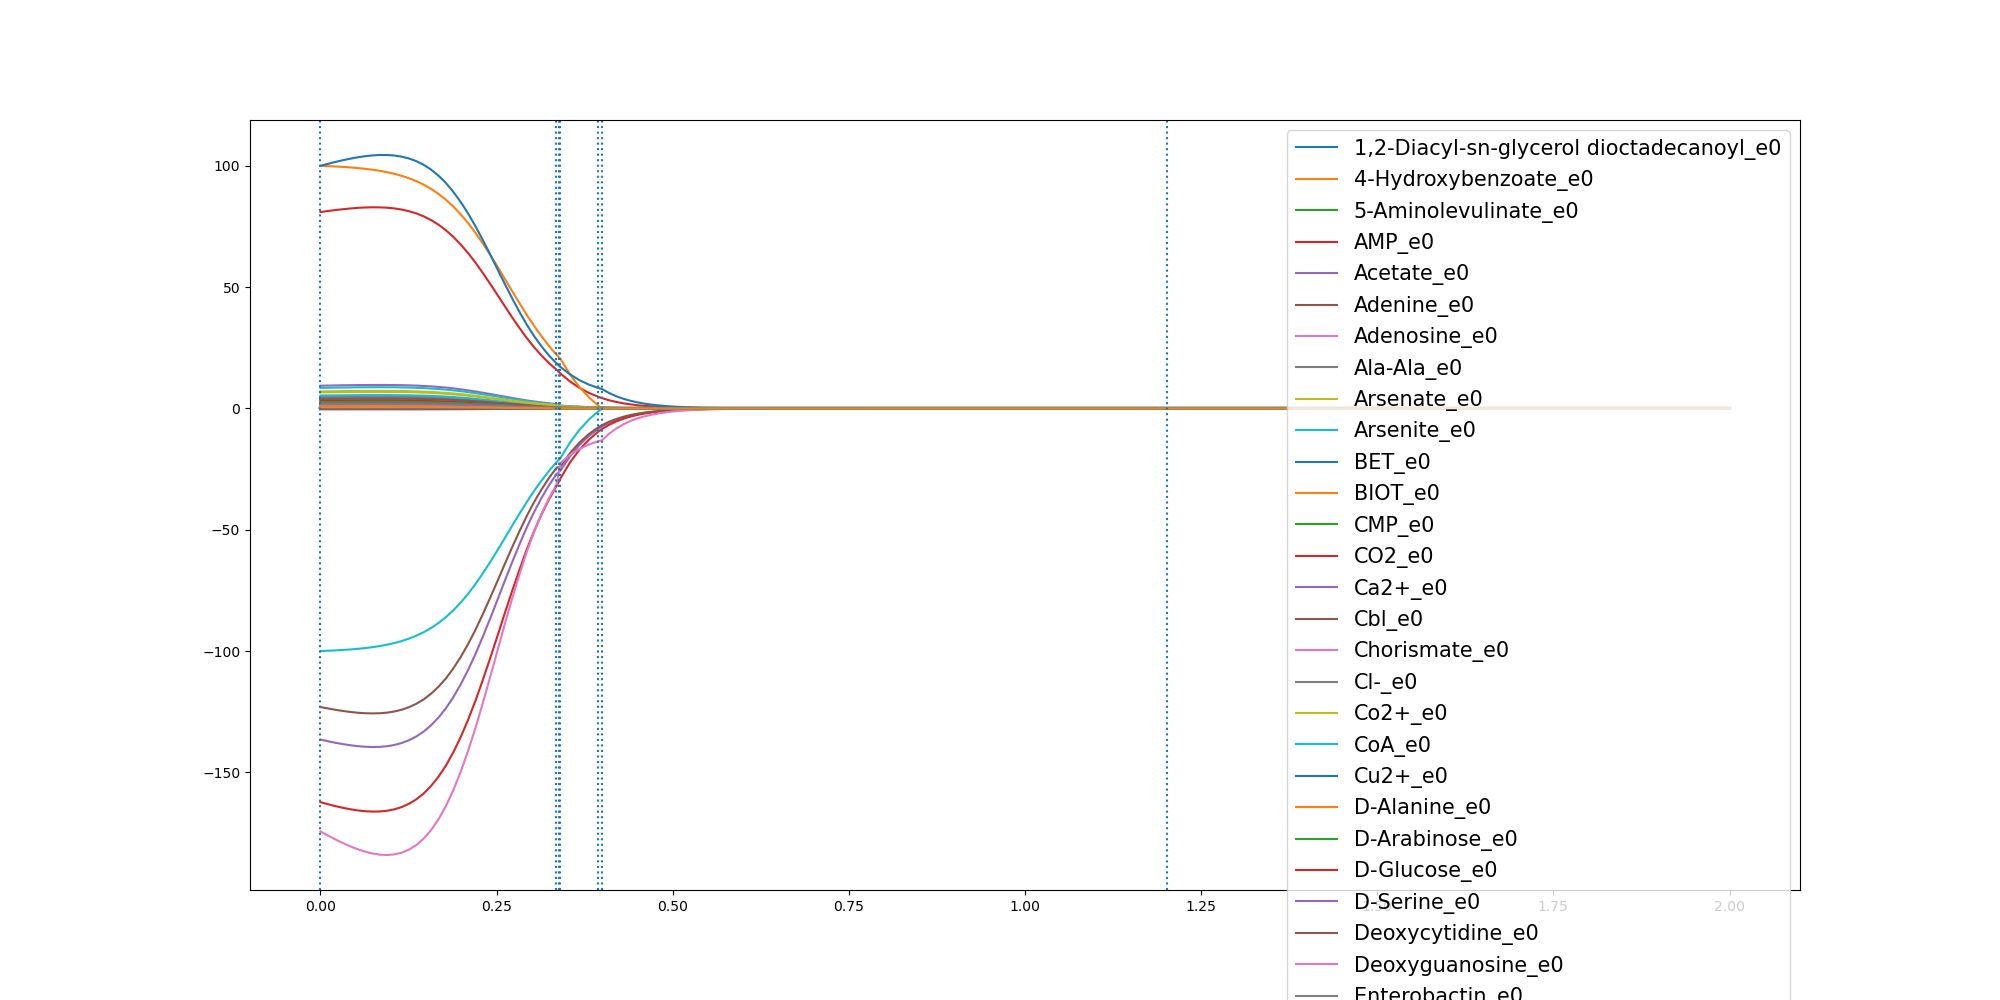 100
50
0
−50
−100
−150
0.00
0.25
0.50
0.75
1.00
1.25
1.75
2.00
1,2-Diacyl-sn-glycerol dioctadecanoyl_e0
4-Hydroxybenzoate_e0
5-Aminolevulinate_e0
AMP_e0
Acetate_e0
Adenine_e0
Adenosine_e0
Ala-Ala_e0
Arsenate_e0
Arsenite_e0
BET_e0
BIOT_e0
CMP_e0
CO2_e0
Ca2+_e0
Cbl_e0
Chorismate_e0
Cl-_e0
Co2+_e0
CoA_e0
Cu2+_e0
D-Alanine_e0
D-Arabinose_e0
D-Glucose_e0
D-Serine_e0
Deoxycytidine_e0
Deoxyguanosine_e0
Enterobactin_e0